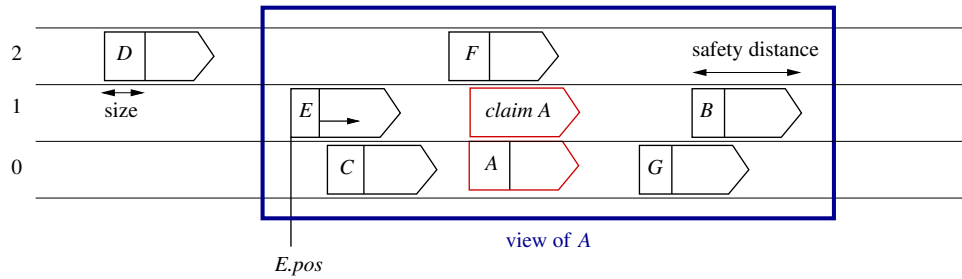 2 D F safety distance
size
1 E claim A B
0 C A G
view of A
E.pos